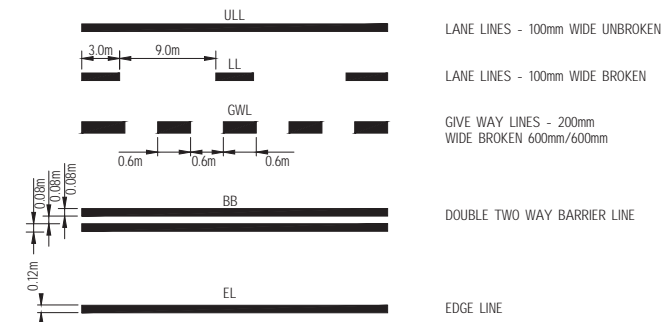 ULL
LANE LINES - 100mm WIDE UNBROKEN
3.0m 9.0m
LL
LANE LINES - 100mm WIDE BROKEN
GWL
GIVE WAY LINES - 200mm
WIDE BROKEN 600mm/600mm
0.6m 0.6m 0.6m
0.08m
0.08m
0.08m
BB
DOUBLE TWO WAY BARRIER LINE
0.12m
EL
EDGE LINE